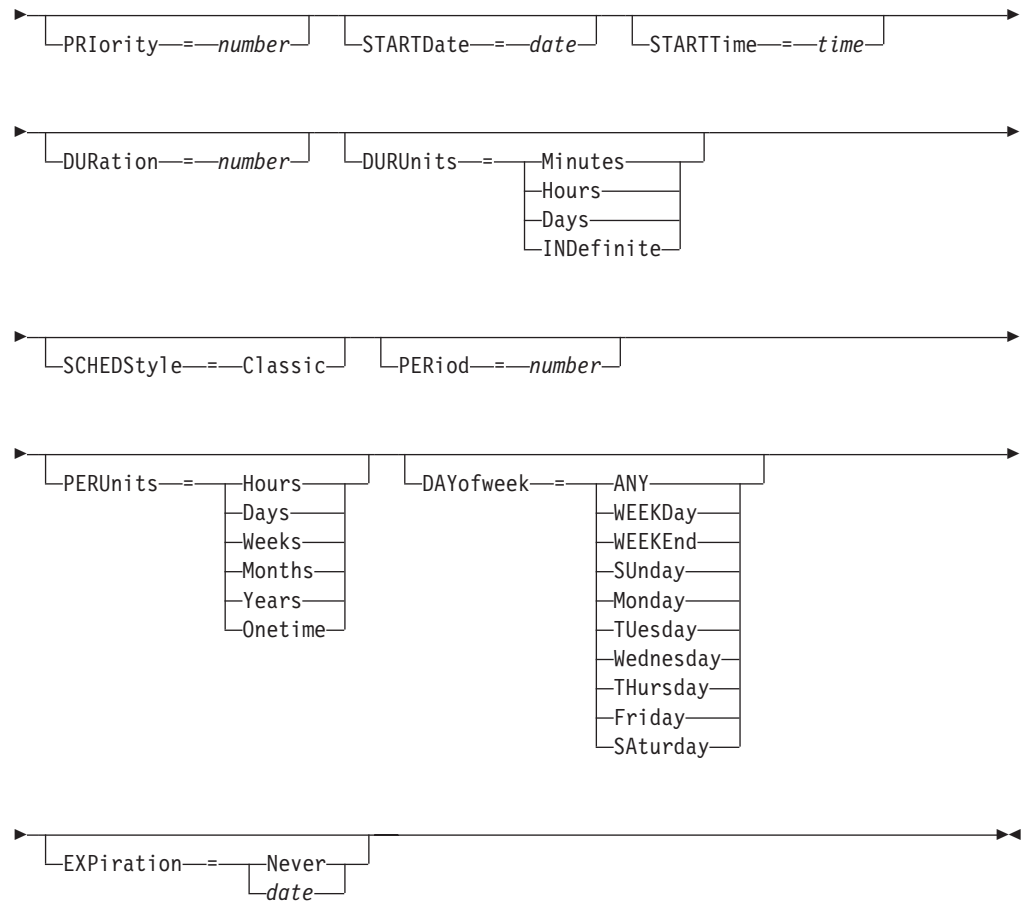 PRIority = number STARTDate = date STARTTime = time
DURation = number DURUnits = Minutes
Hours
Days
INDefinite
SCHEDStyle = Classic PERiod = number
PERUnits = Hours DAYofweek = ANY
Days WEEKDay
Weeks WEEKEnd
Months SUnday
Years Monday
Onetime TUesday
Wednesday
THursday
Friday
SAturday
EXPiration = Never
date